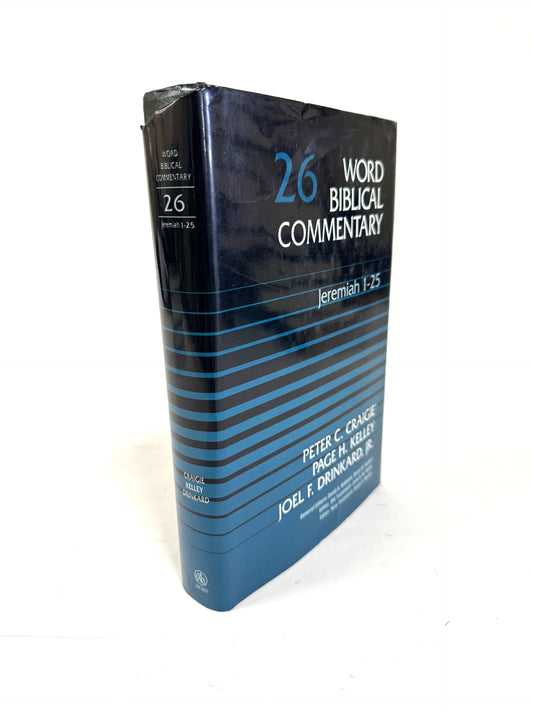 WORD
BIBLICAL
COMMENTARY
26
Jeremiah 1-25
CRAIGIE
KELLEY
DRINKARD
WORD
26 WORD
BIBLICAL
COMMENTARY
Jeremiah 1-25
PETER C. CRAIGIE
PAGE H. KELLEY
JOEL F. DRINKARD, JR.